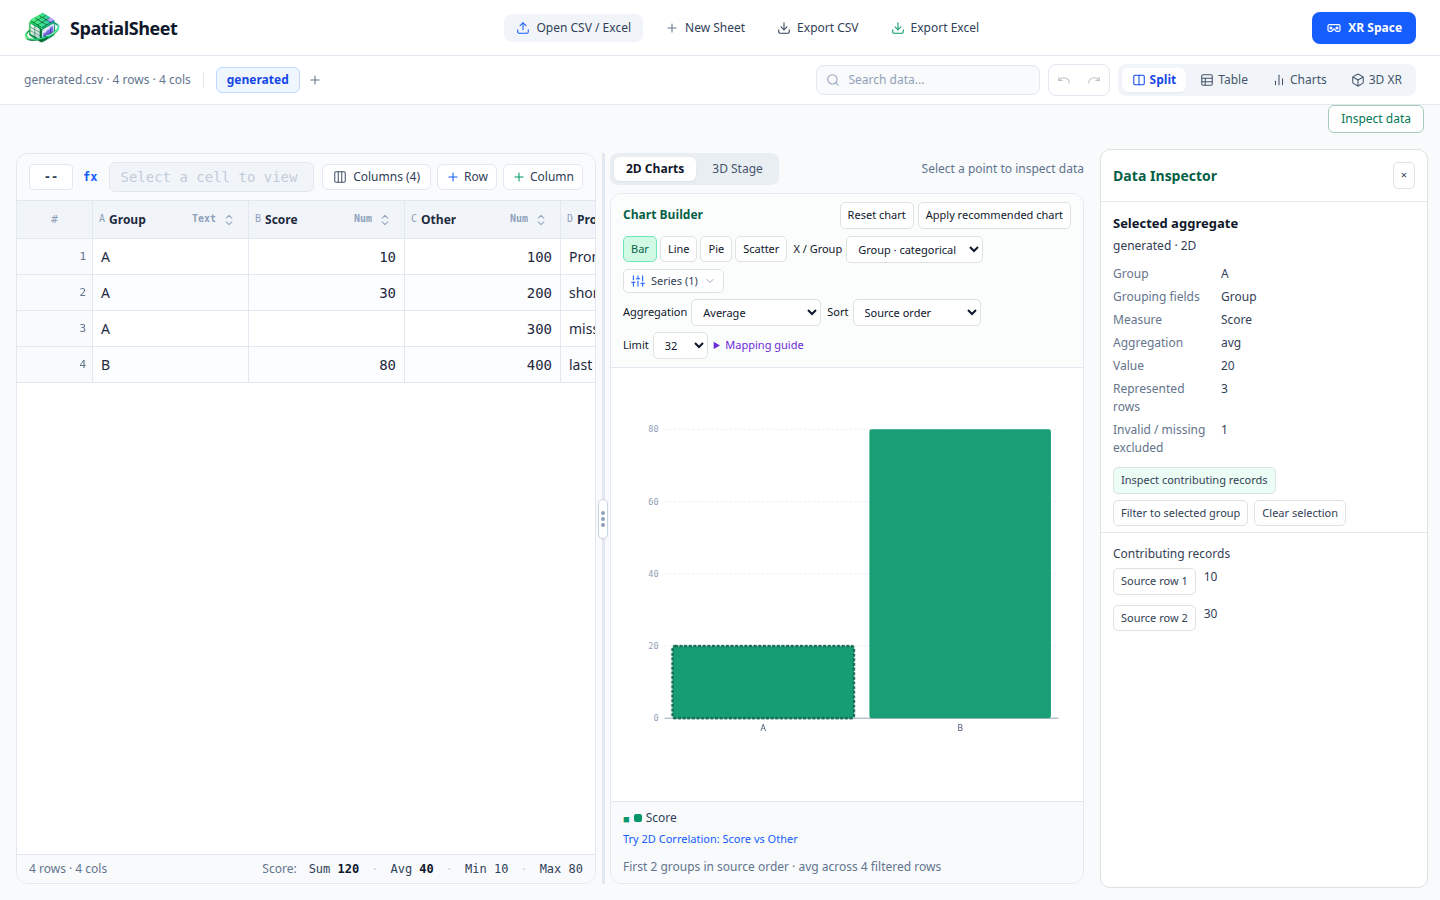 SpatialSheet
Open CSV / Excel
New Sheet
Export CSV
Export Excel
XR Space
generated.csv · 4 rows · 4 cols
generated
Search data...
Split
Table
Charts
3D XR
Inspect data
--
fx
Select a cell to view
Columns (4)
Row
Column
# A Group Text B Score Num C Other Num D Pro
1 A 10 100 Pro
2 A 30 200 shor
3 A 300 miss
4 B 80 400 last
4 rows · 4 cols
Score: Sum 120 · Avg 40 · Min 10 · Max 80
2D Charts
3D Stage
Select a point to inspect data
Chart Builder
Reset chart
Apply recommended chart
Bar
Line
Pie
Scatter
X / Group
Group · categorical
Series (1)
Aggregation
Average
Sort
Source order
Limit
32
Mapping guide
80
60
40
20
0
A
B
Score
Try 2D Correlation: Score vs Other
First 2 groups in source order · avg across 4 filtered rows
Data Inspector
×
Selected aggregate
generated · 2D
Group A
Grouping fields Group
Measure Score
Aggregation avg
Value 20
Represented rows 3
Invalid / missing excluded 1
Inspect contributing records
Filter to selected group
Clear selection
Contributing records
Source row 1 10
Source row 2 30